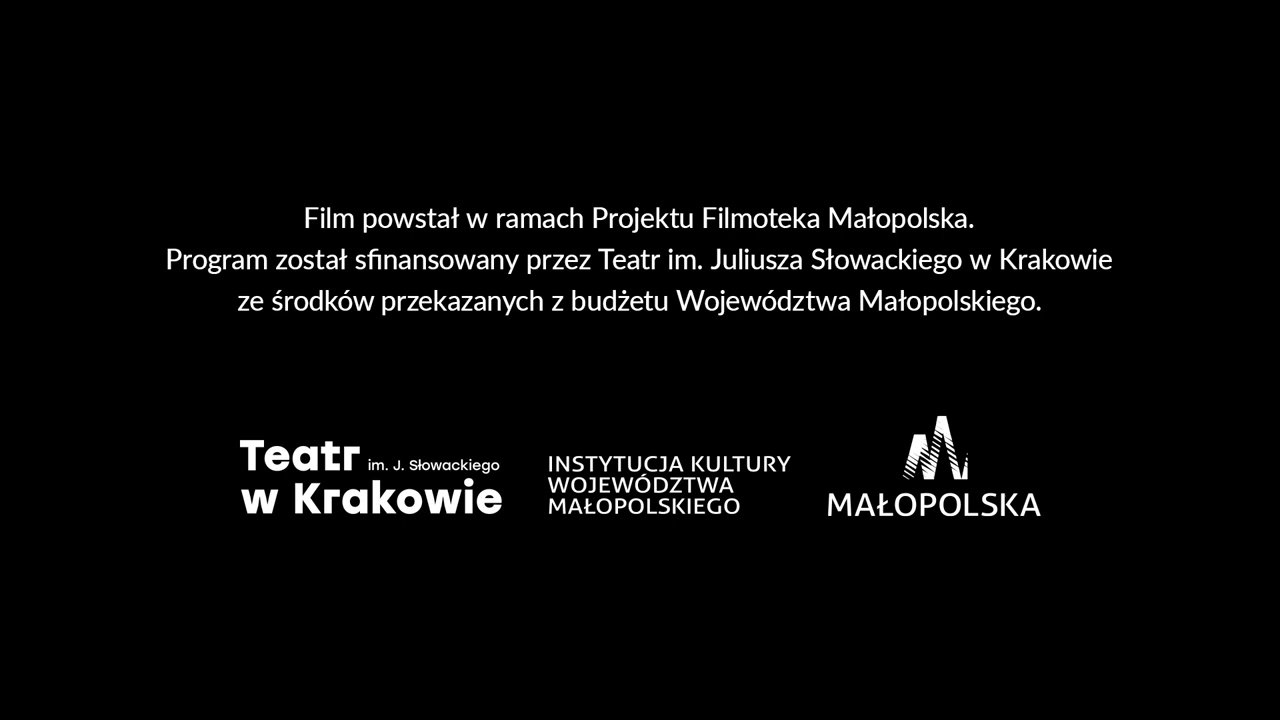 Film powstał w ramach Projektu Filmoteka Małopolska.
Program został sfinansowany przez Teatr im. Juliusza Słowackiego w Krakowie
ze środków przekazanych z budżetu Województwa Małopolskiego.
Teatr im. J. Słowackiego
w Krakowie
INSTYTUCJA KULTURY
WOJEWÓDZTWA
MAŁOPOLSKIEGO
MAŁOPOLSKA